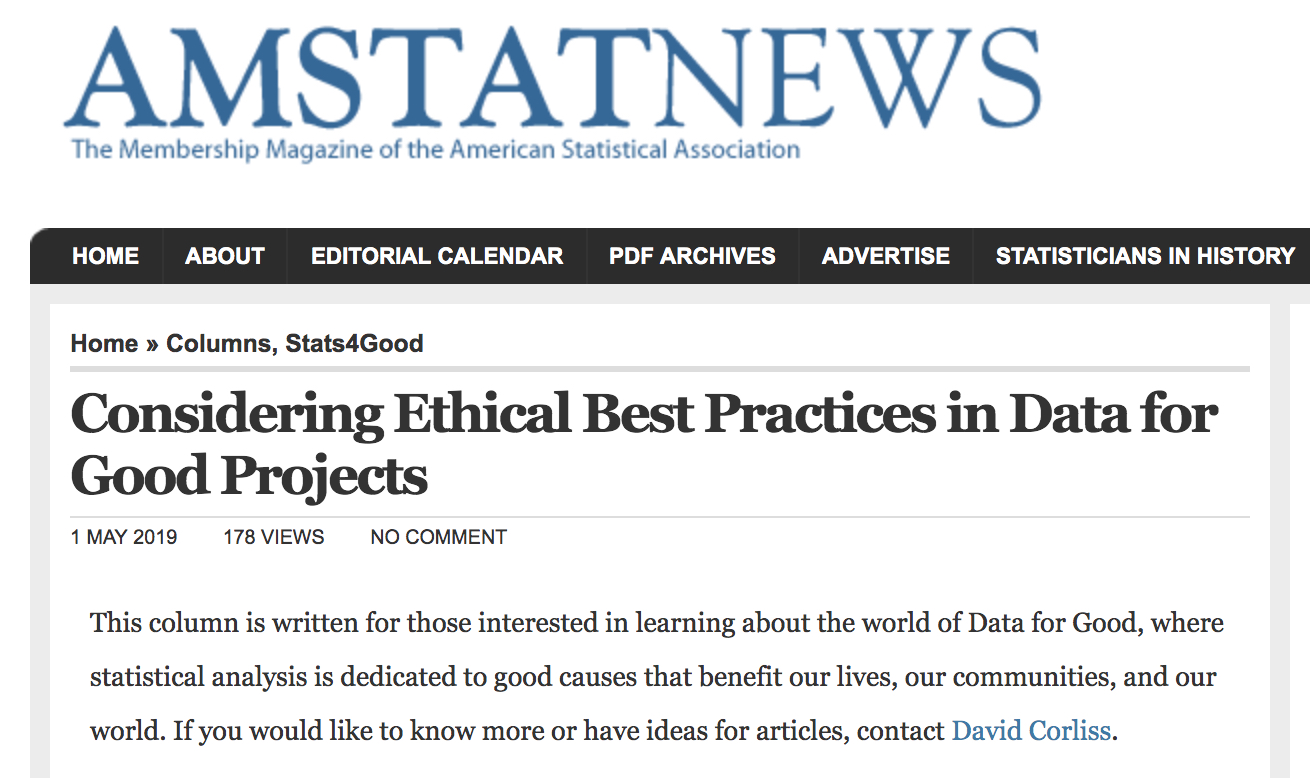 AMSTATNEWS
The Membership Magazine of the American Statistical Association
HOME ABOUT EDITORIAL CALENDAR PDF ARCHIVES ADVERTISE STATISTICIANS IN HISTORY
Home » Columns, Stats4Good
Considering Ethical Best Practices in Data for
Good Projects
1 MAY 2019 178 VIEWS NO COMMENT
This column is written for those interested in learning about the world of Data for Good, where
statistical analysis is dedicated to good causes that benefit our lives, our communities, and our
world. If you would like to know more or have ideas for articles, contact David Corliss.